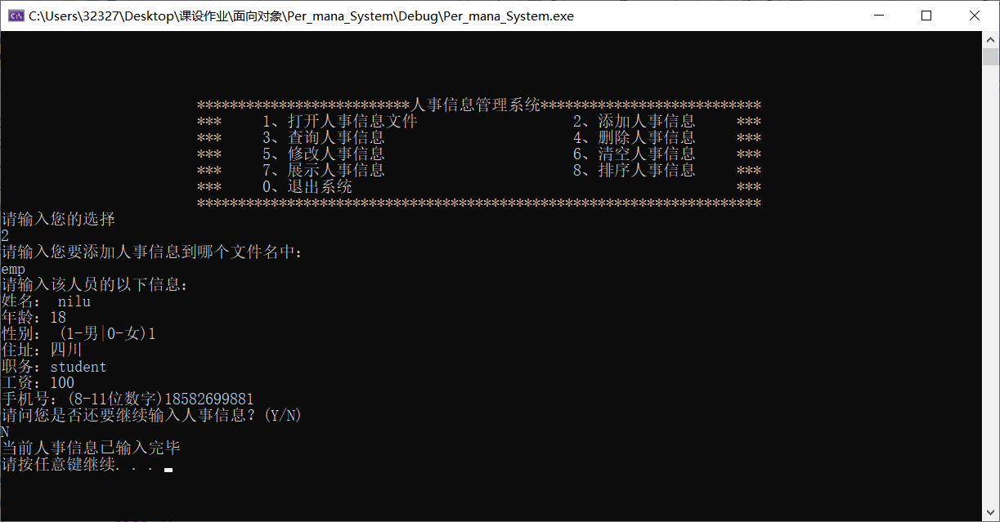 C:\Users\32327\Desktop\课设作业\面向对象\Per_mana_System\Debug\Per_mana_System.exe
**************************人事信息管理系统***************************
*** 1、打开人事信息文件 2、添加人事信息 ***
*** 3、查询人事信息 4、删除人事信息 ***
*** 5、修改人事信息 6、清空人事信息 ***
*** 7、展示人事信息 8、排序人事信息 ***
*** 0、退出系统 ***
*********************************************************************
请输入您的选择
2
请输入您要添加人事信息到哪个文件名中：
emp
请输入该人员的以下信息：
姓名： nilu
年龄：18
性别： (1-男|0-女)1
住址：四川
职务：student
工资：100
手机号：(8-11位数字)18582699881
请问您是否还要继续输入人事信息？(Y/N)
N
当前人事信息已输入完毕
请按任意键继续. . .